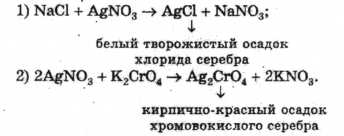 1) NaCl + AgNO₃ → AgCl + NaNO₃;
↓
белый творожистый осадок
хлорида серебра
2) 2AgNO₃ + K₂CrO₄ → Ag₂CrO₄ + 2KNO₃.
↓
кирпично-красный осадок
хромовокислого серебра